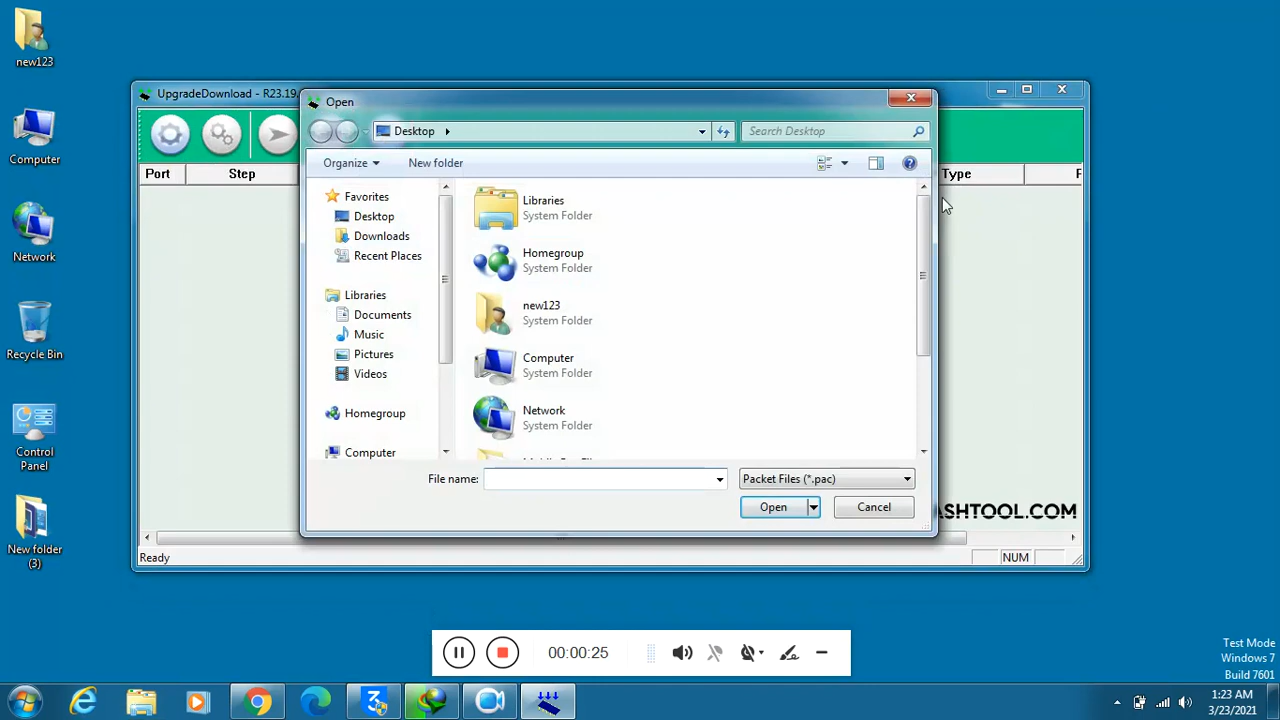 new123
Computer
Network
Recycle Bin
Control
Panel
New folder
(3)
UpgradeDownload - R23.19.
Port
Step
Type
ASHTOOL.COM
Ready
NUM
Open
Desktop
Search Desktop
Organize
New folder
Favorites
Desktop
Downloads
Recent Places
Libraries
Documents
Music
Pictures
Videos
Homegroup
Computer
Libraries
System Folder
Homegroup
System Folder
new123
System Folder
Computer
System Folder
Network
System Folder
File name:
Packet Files (*.pac)
Open
Cancel
00:00:25
Test Mode
Windows 7
Build 7601
1:23 AM
3/23/2021